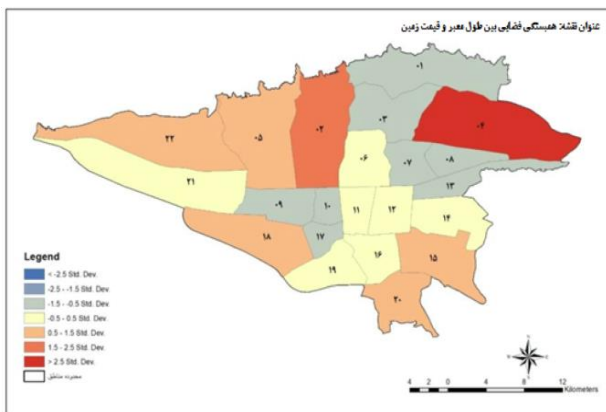 عنوان نقشه: همبستگی فضایی بین طول معبر و قیمت زمین
۰۱
۰۳
۰۴
۰۲
۰۵
۲۲
۰۶
۰۷
۰۸
۱۳
۲۱
۰۹
۱۰
۱۱
۱۲
۱۴
۱۸
۱۷
۱۹
۱۶
۱۵
۲۰
Legend
< -2.5 Std. Dev.
-2.5 - -1.5 Std. Dev.
-1.5 - -0.5 Std. Dev.
-0.5 - 0.5 Std. Dev.
0.5 - 1.5 Std. Dev.
1.5 - 2.5 Std. Dev.
> 2.5 Std. Dev.
محدوده مناطق
4 2 0 4 8 12
Kilometers